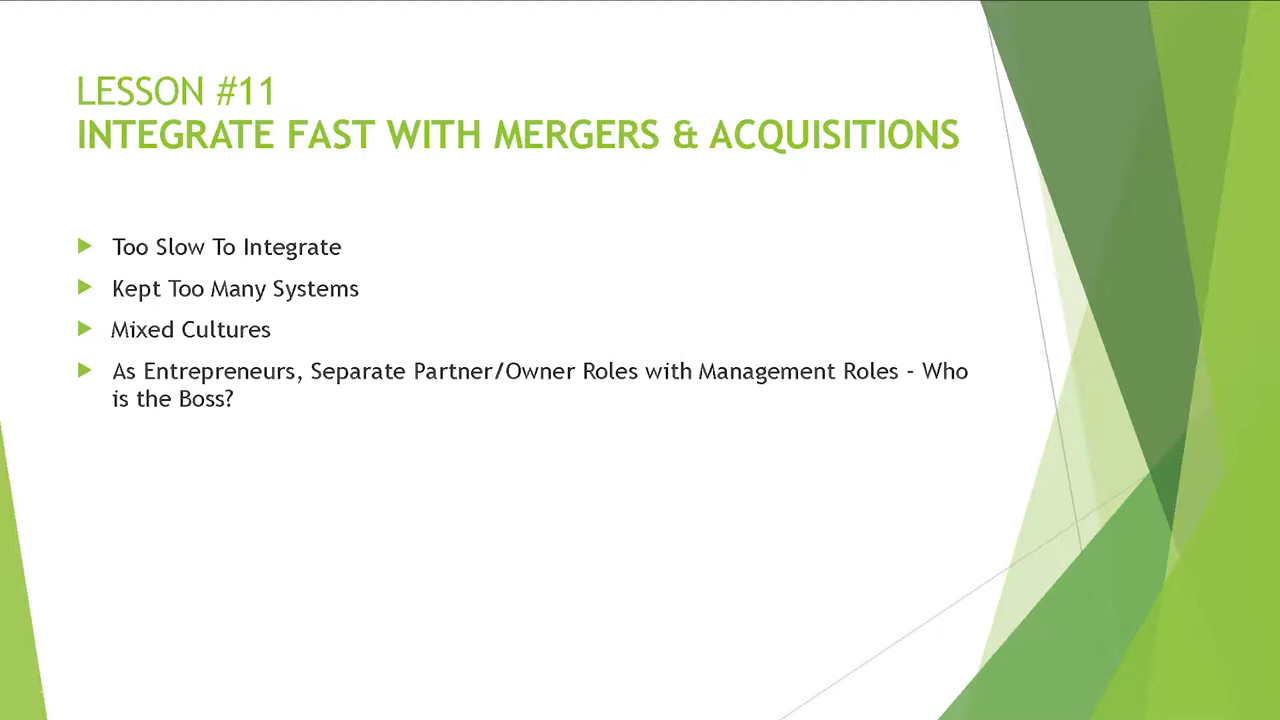 LESSON #11
INTEGRATE FAST WITH MERGERS & ACQUISITIONS
Too Slow To Integrate
Kept Too Many Systems
Mixed Cultures
As Entrepreneurs, Separate Partner/Owner Roles with Management Roles – Who
is the Boss?